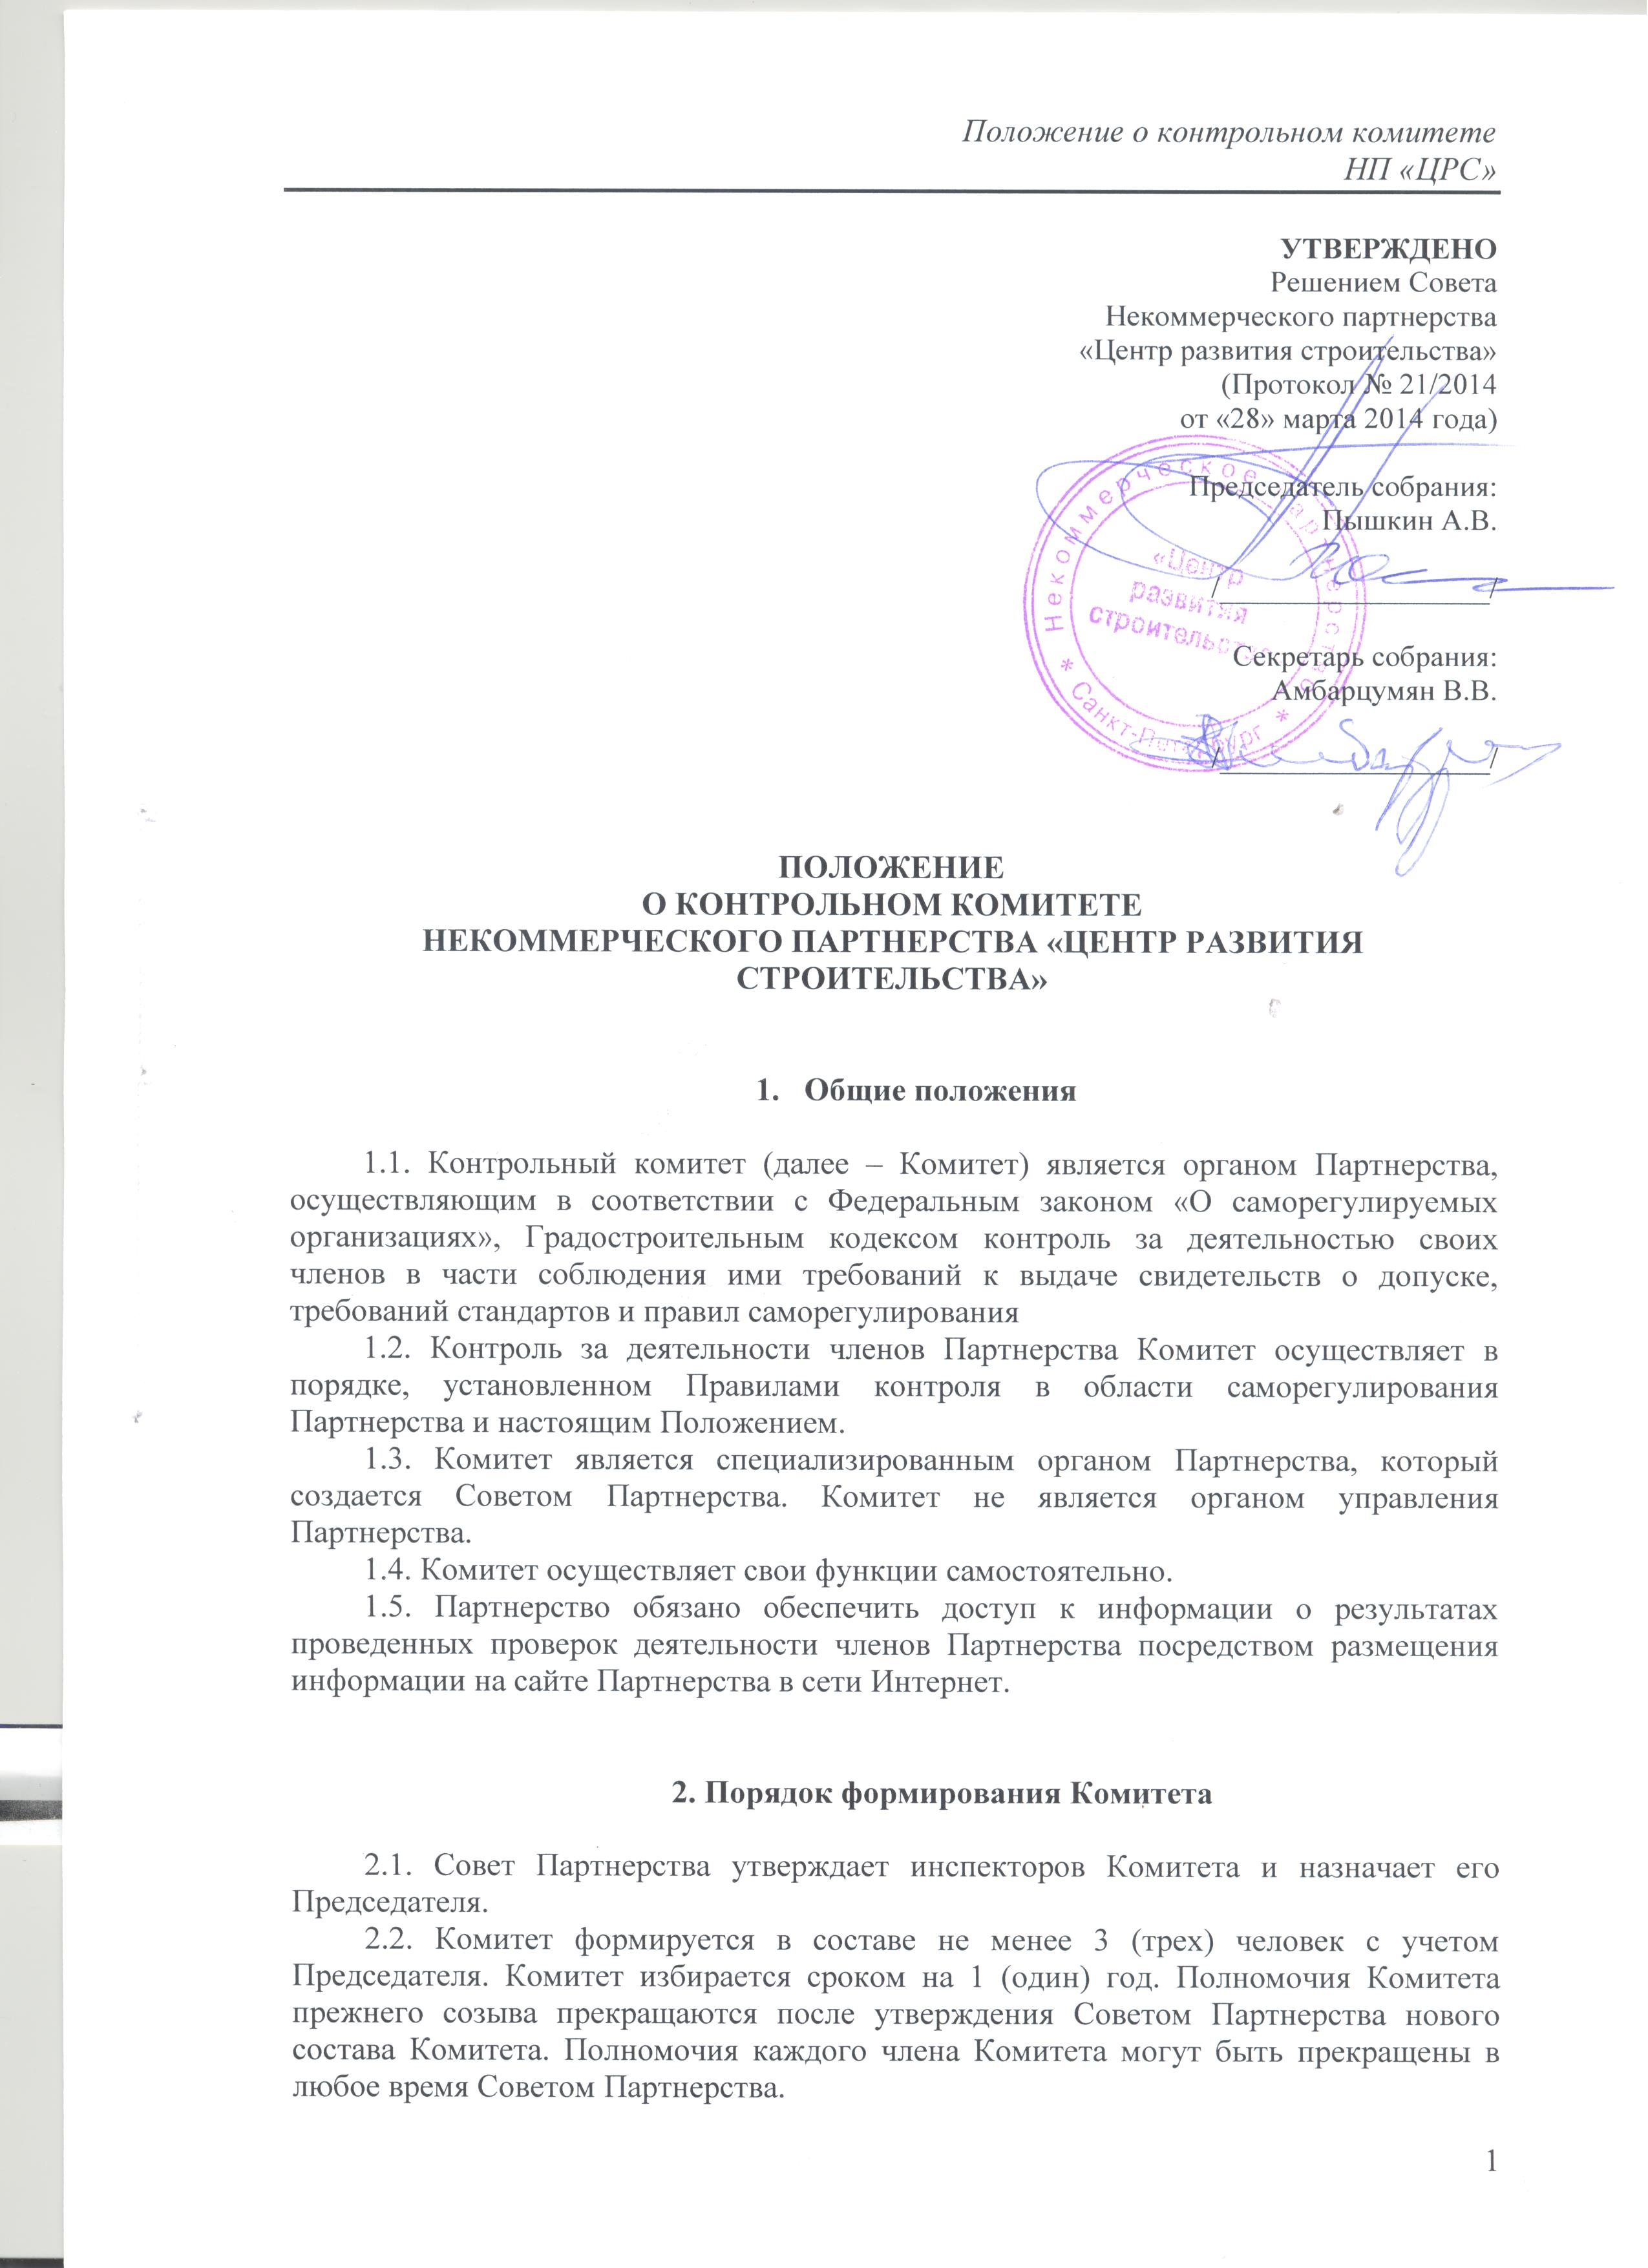 Положение о контрольном комитете
НП «ЦРС»
УТВЕРЖДЕНО
Решением Совета
Некоммерческого партнерства
«Центр развития строительства»
(Протокол № 21/2014
от «28» марта 2014 года)
Председатель собрания:
Пышкин А.В.
/ /
Секретарь собрания:
Амбарцумян В.В.
/ /
Некоммерческое партнерство
«Центр
развития
строительства»
* Санкт-Петербург *
ПОЛОЖЕНИЕ
О КОНТРОЛЬНОМ КОМИТЕТЕ
НЕКОММЕРЧЕСКОГО ПАРТНЕРСТВА «ЦЕНТР РАЗВИТИЯ
СТРОИТЕЛЬСТВА»
1. Общие положения
1.1. Контрольный комитет (далее – Комитет) является органом Партнерства,
осуществляющим в соответствии с Федеральным законом «О саморегулируемых
организациях», Градостроительным кодексом контроль за деятельностью своих
членов в части соблюдения ими требований к выдаче свидетельств о допуске,
требований стандартов и правил саморегулирования
1.2. Контроль за деятельности членов Партнерства Комитет осуществляет в
порядке, установленном Правилами контроля в области саморегулирования
Партнерства и настоящим Положением.
1.3. Комитет является специализированным органом Партнерства, который
создается Советом Партнерства. Комитет не является органом управления
Партнерства.
1.4. Комитет осуществляет свои функции самостоятельно.
1.5. Партнерство обязано обеспечить доступ к информации о результатах
проведенных проверок деятельности членов Партнерства посредством размещения
информации на сайте Партнерства в сети Интернет.
2. Порядок формирования Комитета
2.1. Совет Партнерства утверждает инспекторов Комитета и назначает его
Председателя.
2.2. Комитет формируется в составе не менее 3 (трех) человек с учетом
Председателя. Комитет избирается сроком на 1 (один) год. Полномочия Комитета
прежнего созыва прекращаются после утверждения Советом Партнерства нового
состава Комитета. Полномочия каждого члена Комитета могут быть прекращены в
любое время Советом Партнерства.
1